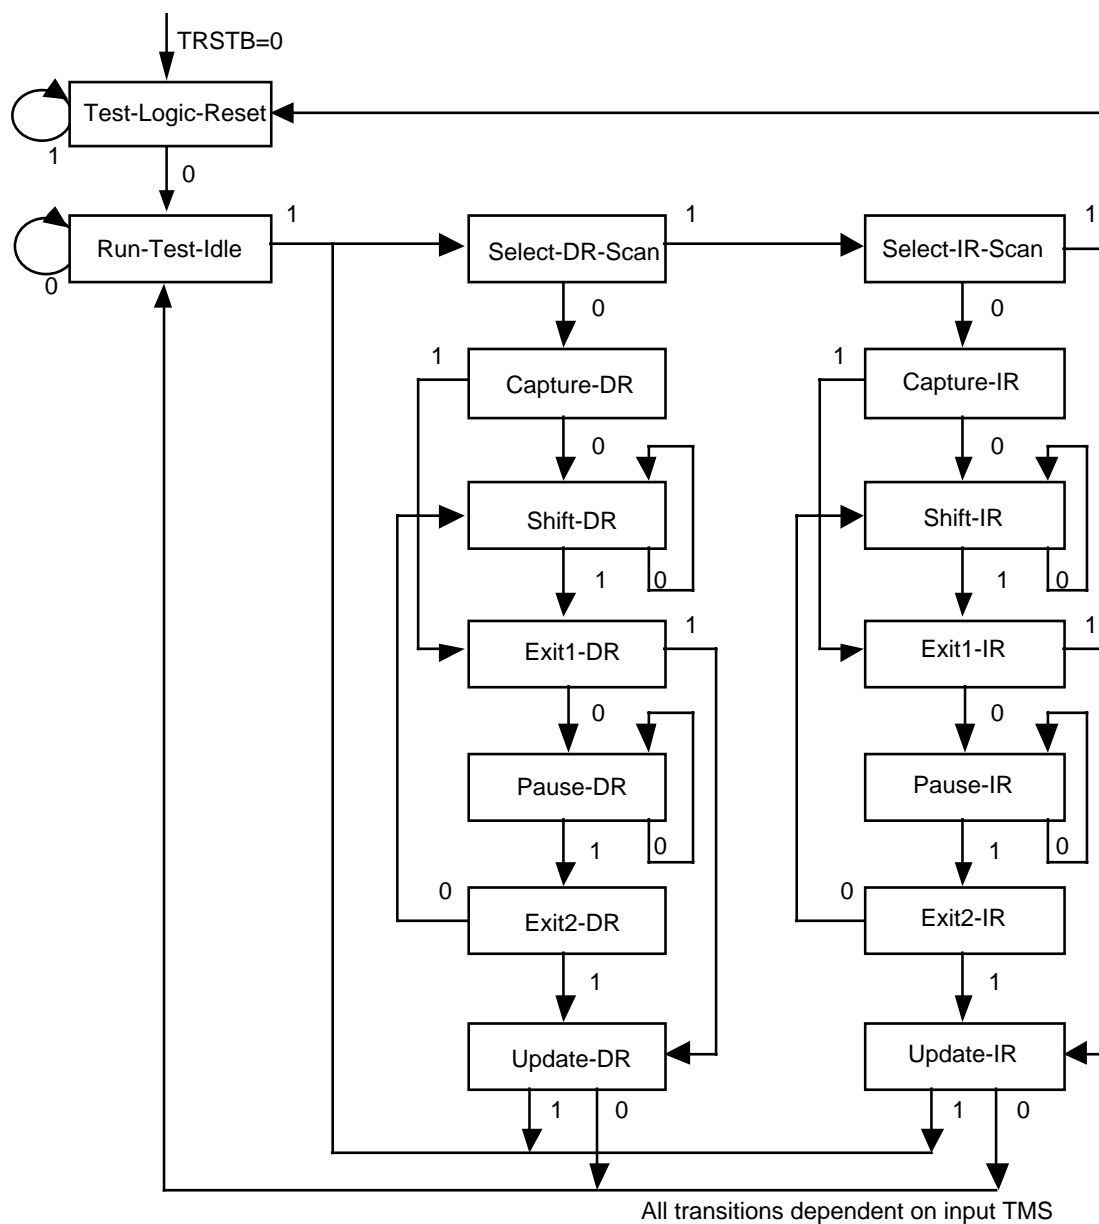 TRSTB=0
Test-Logic-Reset
1
0
Run-Test-Idle
1
0
Select-DR-Scan
1
Select-IR-Scan
1
0
0
1
Capture-DR
1
Capture-IR
0
0
Shift-DR
Shift-IR
1
0
1
0
Exit1-DR
1
Exit1-IR
1
0
0
Pause-DR
Pause-IR
1
0
1
0
0
Exit2-DR
0
Exit2-IR
1
1
Update-DR
Update-IR
1
0
1
0
All transitions dependent on input TMS